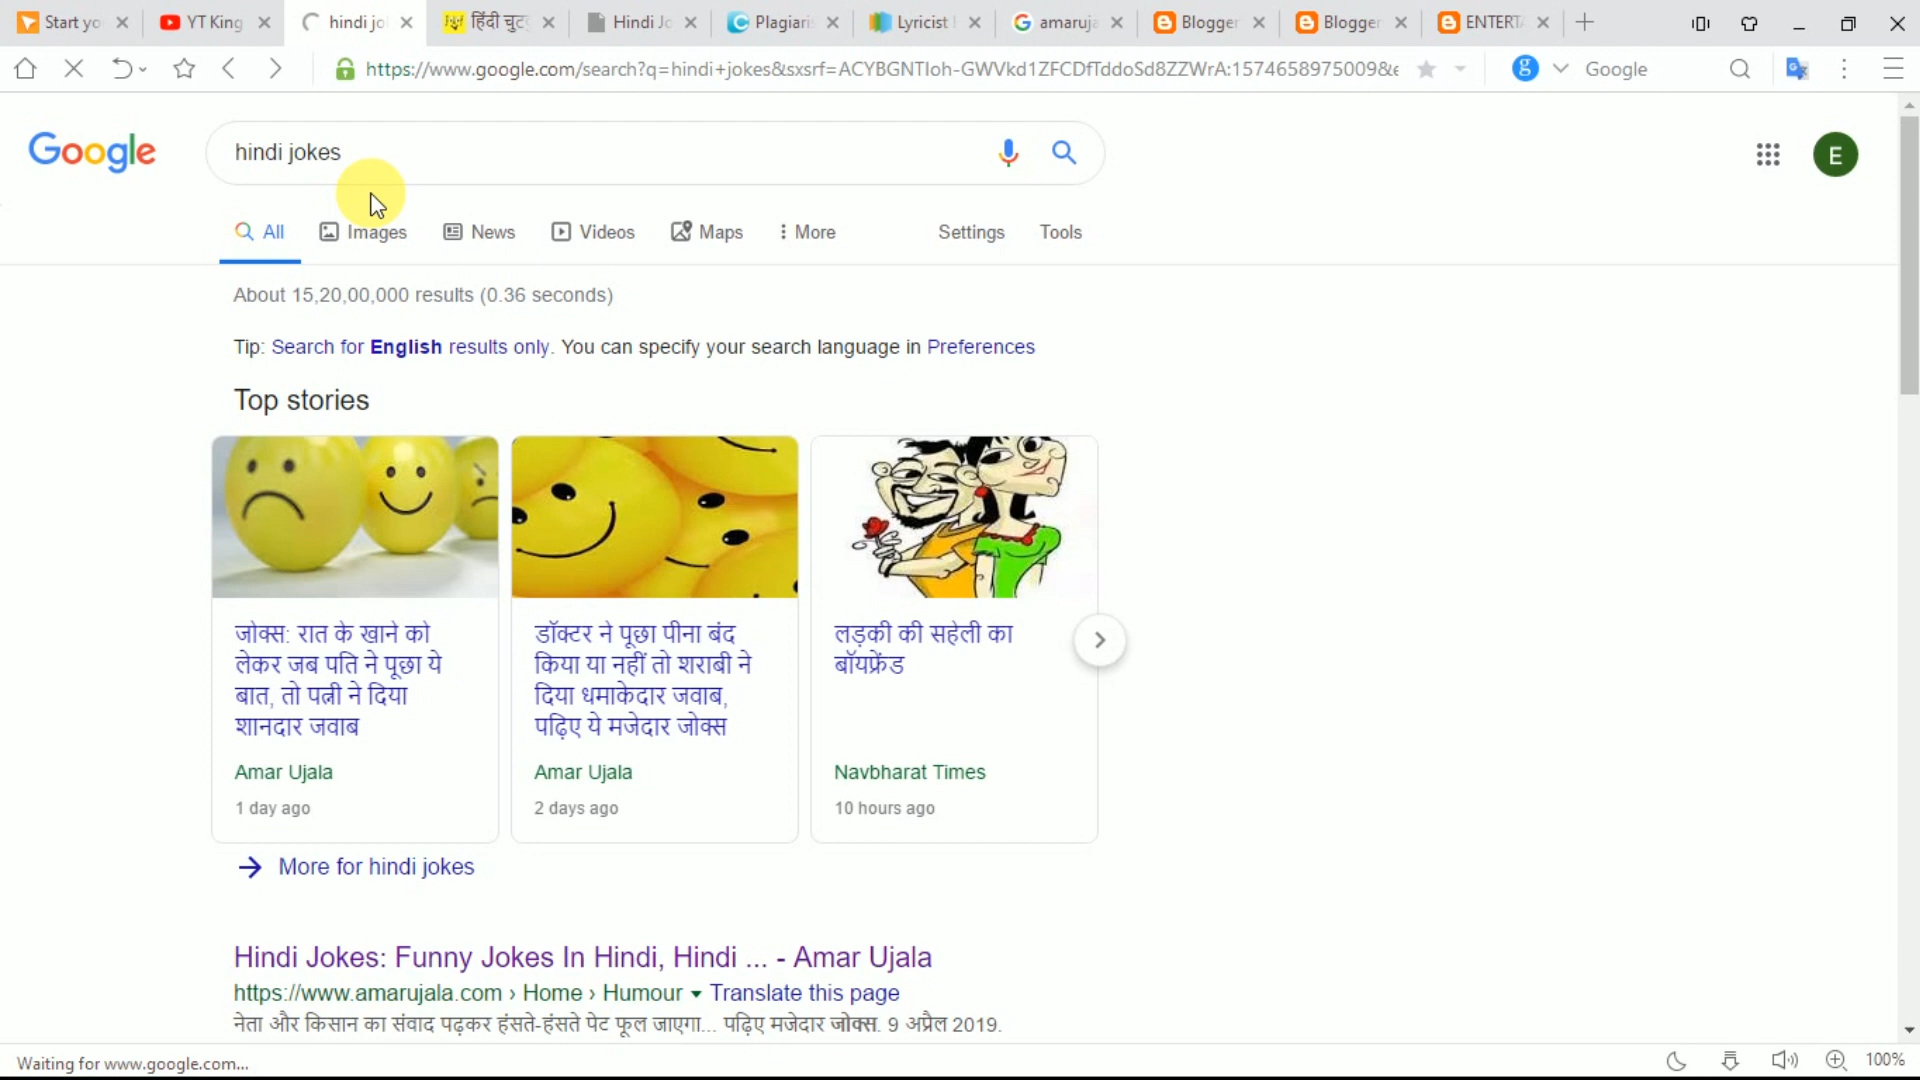 Start yo YT King hindi jo हिंदी चुट Hindi Jo Plagiaris Lyricist amaruja Blogger Blogger ENTERT
https://www.google.com/search?q=hindi+jokes&sxsrf=ACYBGNTIoh-GWVkd1ZFCDfTddoSd8ZZWrA:1574658975009&e Google
Google hindi jokes E
All Images News Videos Maps More Settings Tools
About 15,20,00,000 results (0.36 seconds)
Tip: Search for English results only. You can specify your search language in Preferences
Top stories
जोक्स: रात के खाने को
लेकर जब पति ने पूछा ये
बात, तो पत्नी ने दिया
शानदार जवाब
Amar Ujala
1 day ago
डॉक्टर ने पूछा पीना बंद
किया या नहीं तो शराबी ने
दिया धमाकेदार जवाब,
पढ़िए ये मजेदार जोक्स
Amar Ujala
2 days ago
लड़की की सहेली का
बॉयफ्रेंड
Navbharat Times
10 hours ago
More for hindi jokes
Hindi Jokes: Funny Jokes In Hindi, Hindi ... - Amar Ujala
https://www.amarujala.com › Home › Humour Translate this page
नेता और किसान का संवाद पढ़कर हंसते-हंसते पेट फूल जाएगा... पढ़िए मजेदार जोक्स. 9 अप्रैल 2019.
Waiting for www.google.com... 100%